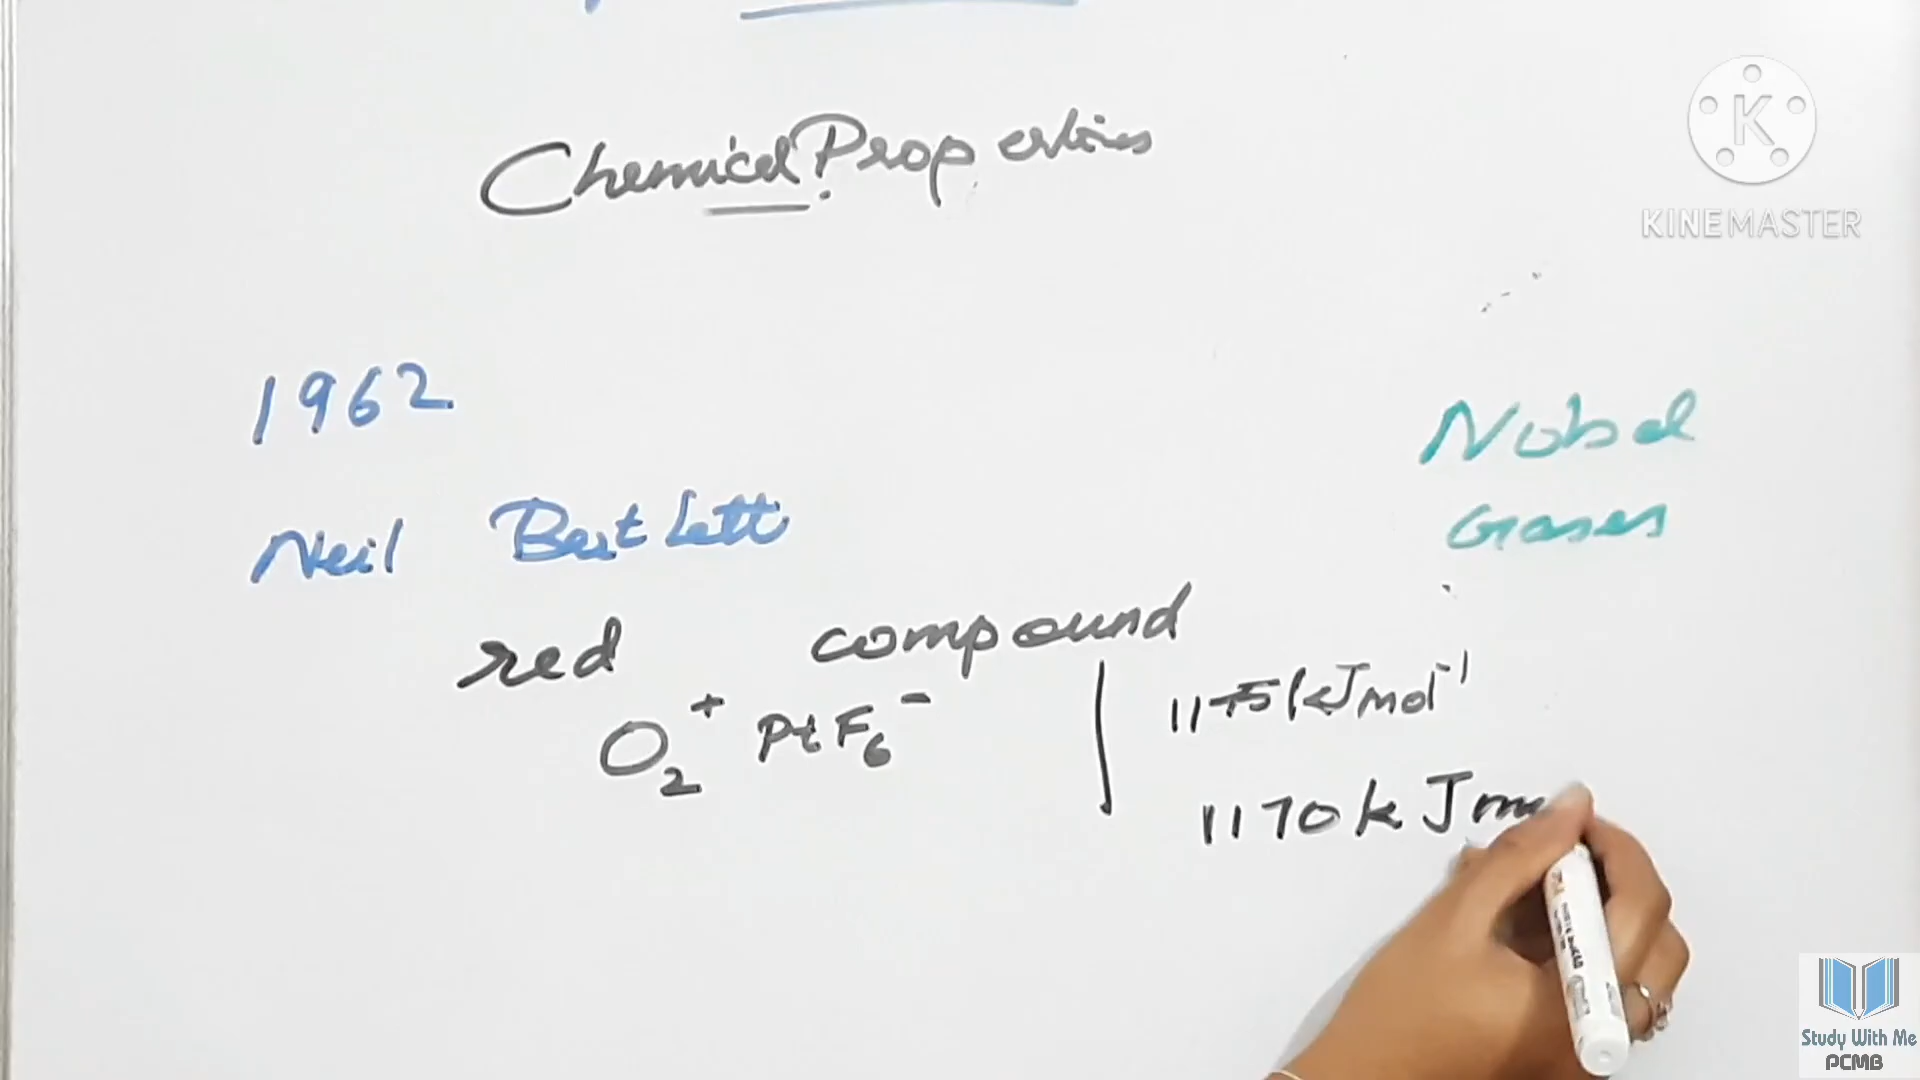 Chemical Properties
KINEMASTER
1962
Nobel
Gases
Neil Bartlett
red compound
O₂⁺ PtF₆⁻
1175 kJmol⁻¹
1170 kJm
Study With Me
PCMB